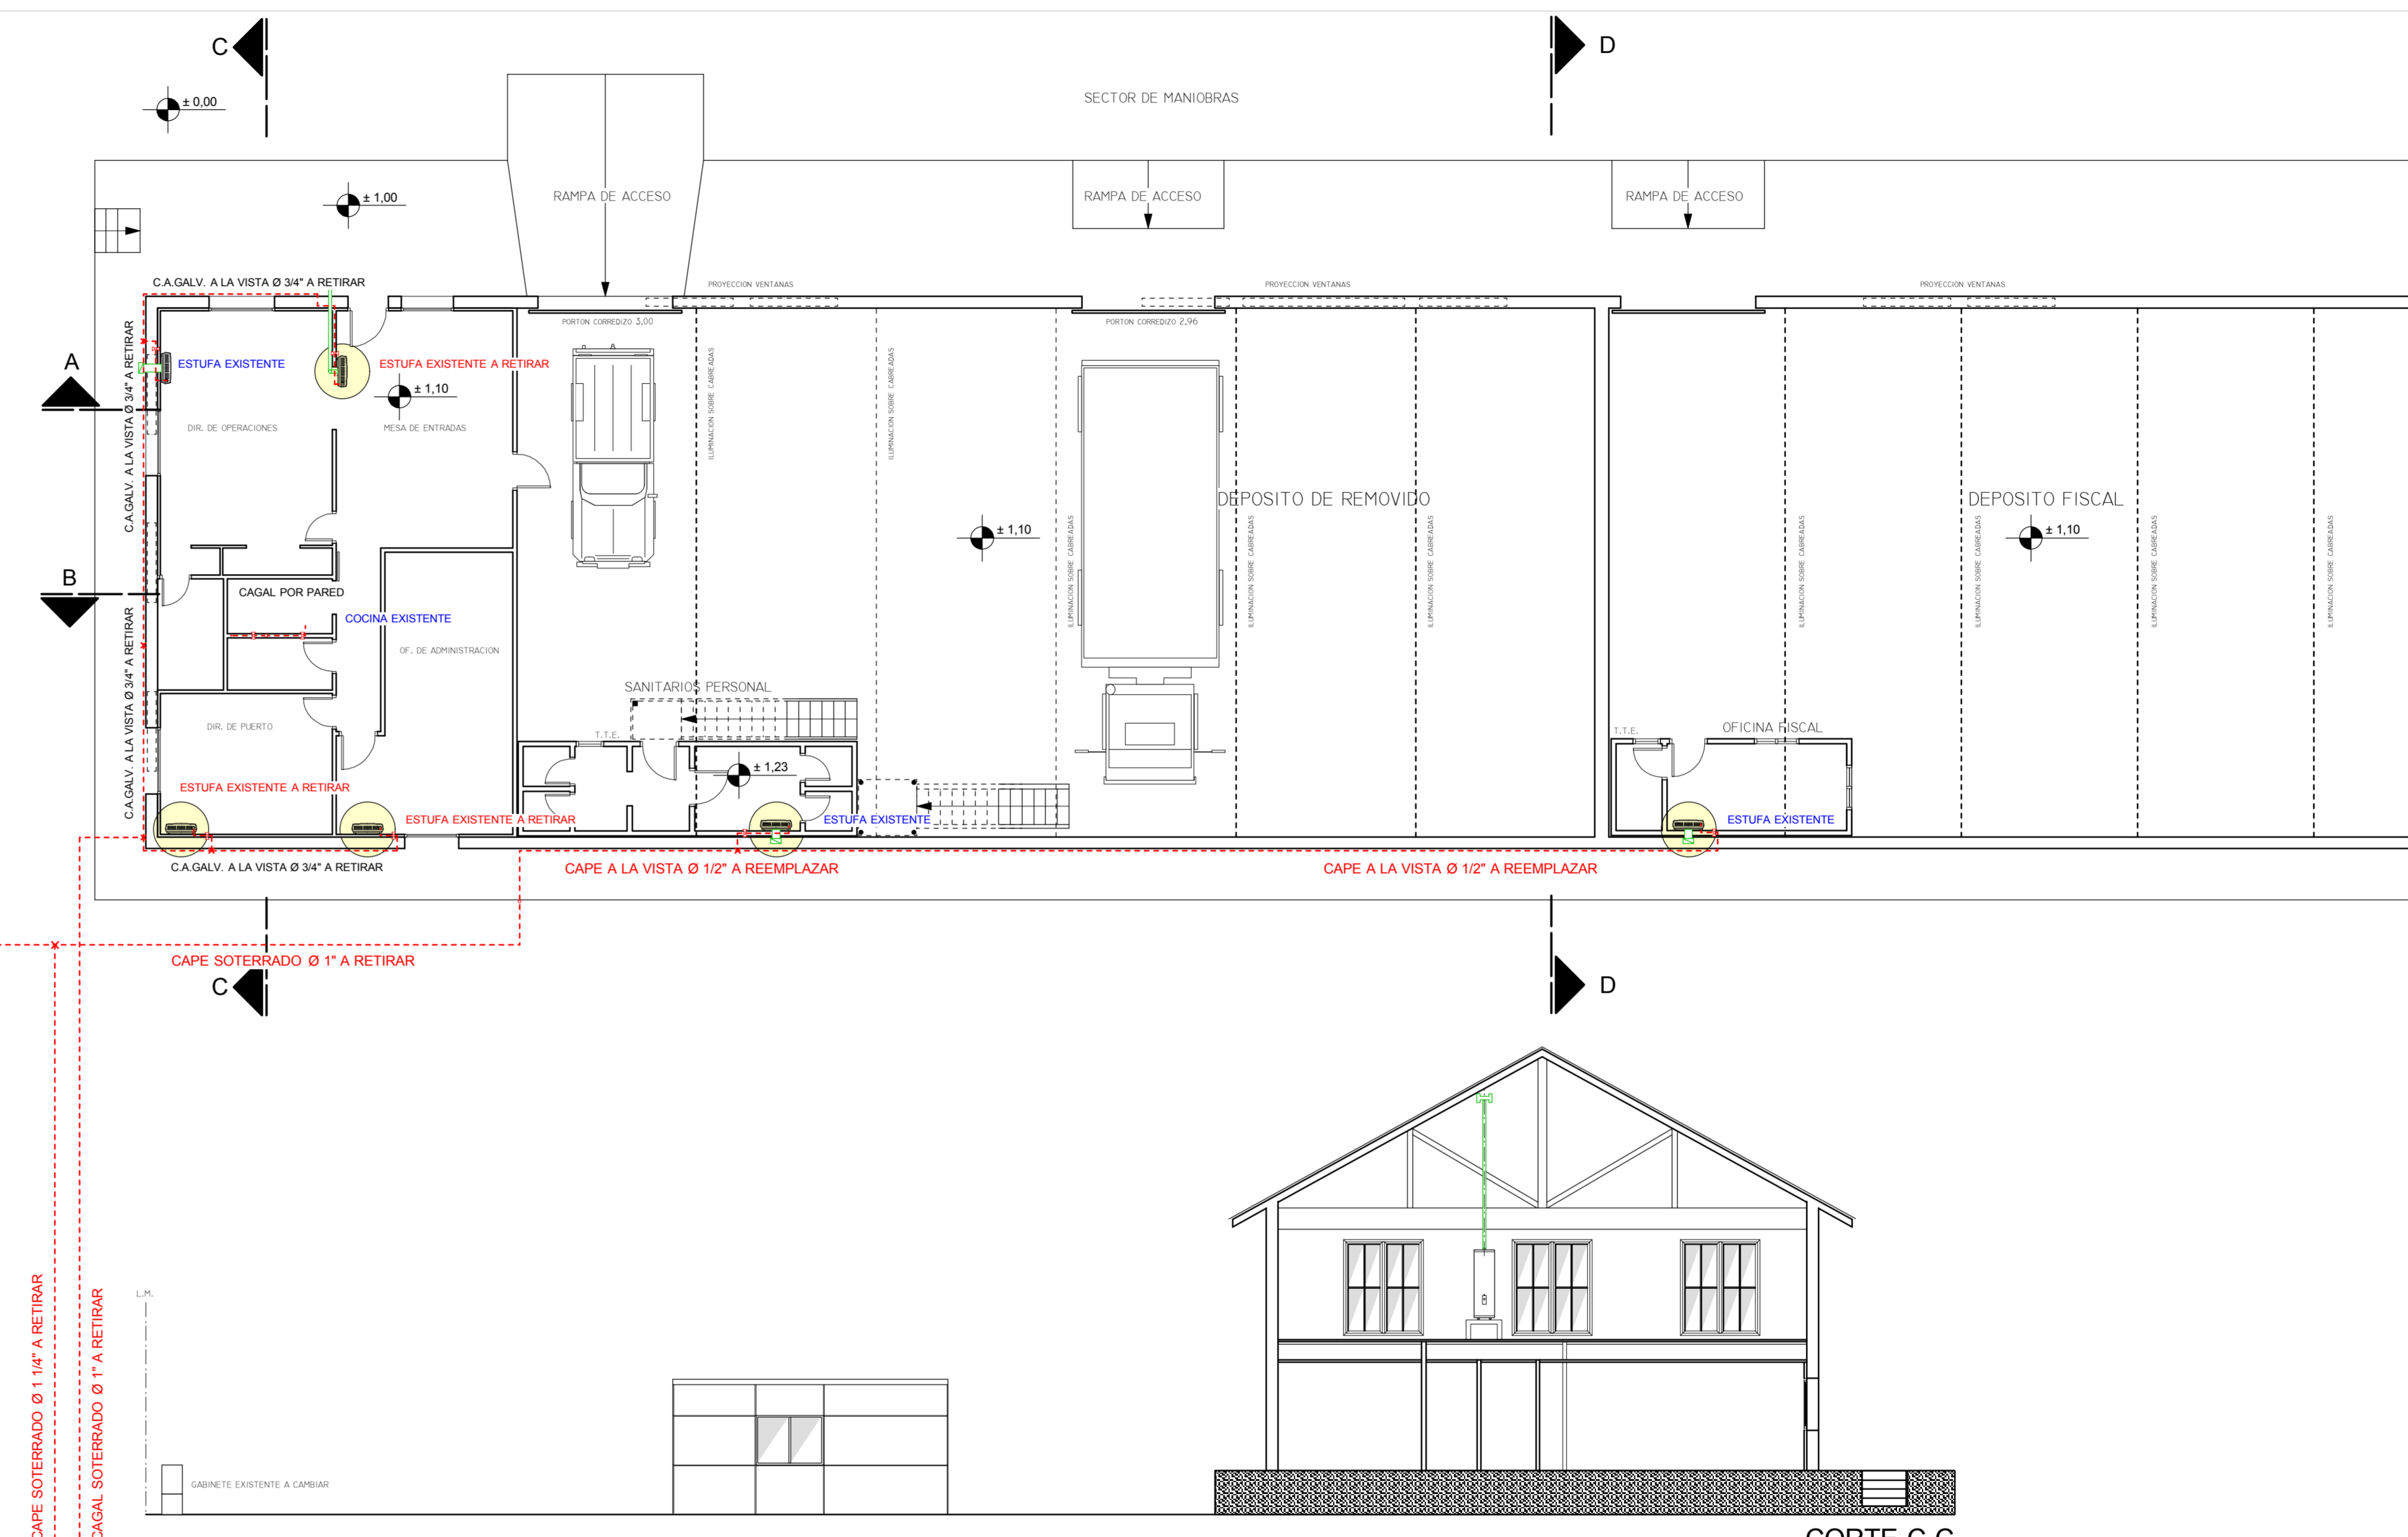 C
D
± 0,00
SECTOR DE MANIOBRAS
± 1,00
RAMPA DE ACCESO
RAMPA DE ACCESO
RAMPA DE ACCESO
C.A.GALV. A LA VISTA Ø 3/4" A RETIRAR
PROYECCION VENTANAS
PROYECCION VENTANAS
PROYECCION VENTANAS
PORTON CORREDIZO 3,00
PORTON CORREDIZO 2,96
C.A.GALV. A LA VISTA Ø 3/4" A RETIRAR
A
ESTUFA EXISTENTE
ESTUFA EXISTENTE A RETIRAR
± 1,10
DIR. DE OPERACIONES
MESA DE ENTRADAS
ILUMINACION SOBRE CABREADAS
ILUMINACION SOBRE CABREADAS
DEPOSITO DE REMOVIDO
DEPOSITO FISCAL
± 1,10
± 1,10
ILUMINACION SOBRE CABREADAS
ILUMINACION SOBRE CABREADAS
ILUMINACION SOBRE CABREADAS
ILUMINACION SOBRE CABREADAS
ILUMINACION SOBRE CABREADAS
ILUMINACION SOBRE CABREADAS
ILUMINACION SOBRE CABREADAS
B
CAGAL POR PARED
COCINA EXISTENTE
C.A.GALV. A LA VISTA Ø 3/4" A RETIRAR
OF. DE ADMINISTRACION
SANITARIOS PERSONAL
DIR. DE PUERTO
T.T.E.
T.T.E.
OFICINA FISCAL
± 1,23
ESTUFA EXISTENTE A RETIRAR
ESTUFA EXISTENTE A RETIRAR
ESTUFA EXISTENTE
ESTUFA EXISTENTE
C.A.GALV. A LA VISTA Ø 3/4" A RETIRAR
CAPE A LA VISTA Ø 1/2" A REEMPLAZAR
CAPE A LA VISTA Ø 1/2" A REEMPLAZAR
CAPE SOTERRADO Ø 1" A RETIRAR
C
D
CAPE SOTERRADO Ø 1 1/4" A RETIRAR
CAGAL SOTERRADO Ø 1" A RETIRAR
L.M.
GABINETE EXISTENTE A CAMBIAR
CORTE C-C